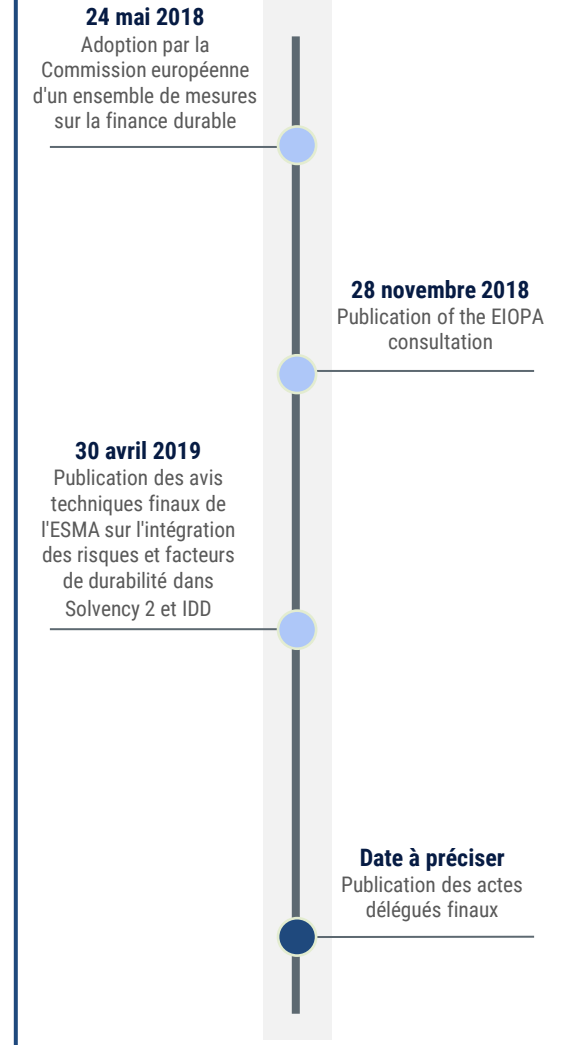 24 mai 2018
Adoption par la
Commission européenne
d'un ensemble de mesures
sur la finance durable
28 novembre 2018
Publication of the EIOPA
consultation
30 avril 2019
Publication des avis
techniques finaux de
l'ESMA sur l'intégration
des risques et facteurs
de durabilité dans
Solvency 2 et IDD
Date à préciser
Publication des actes
délégués finaux